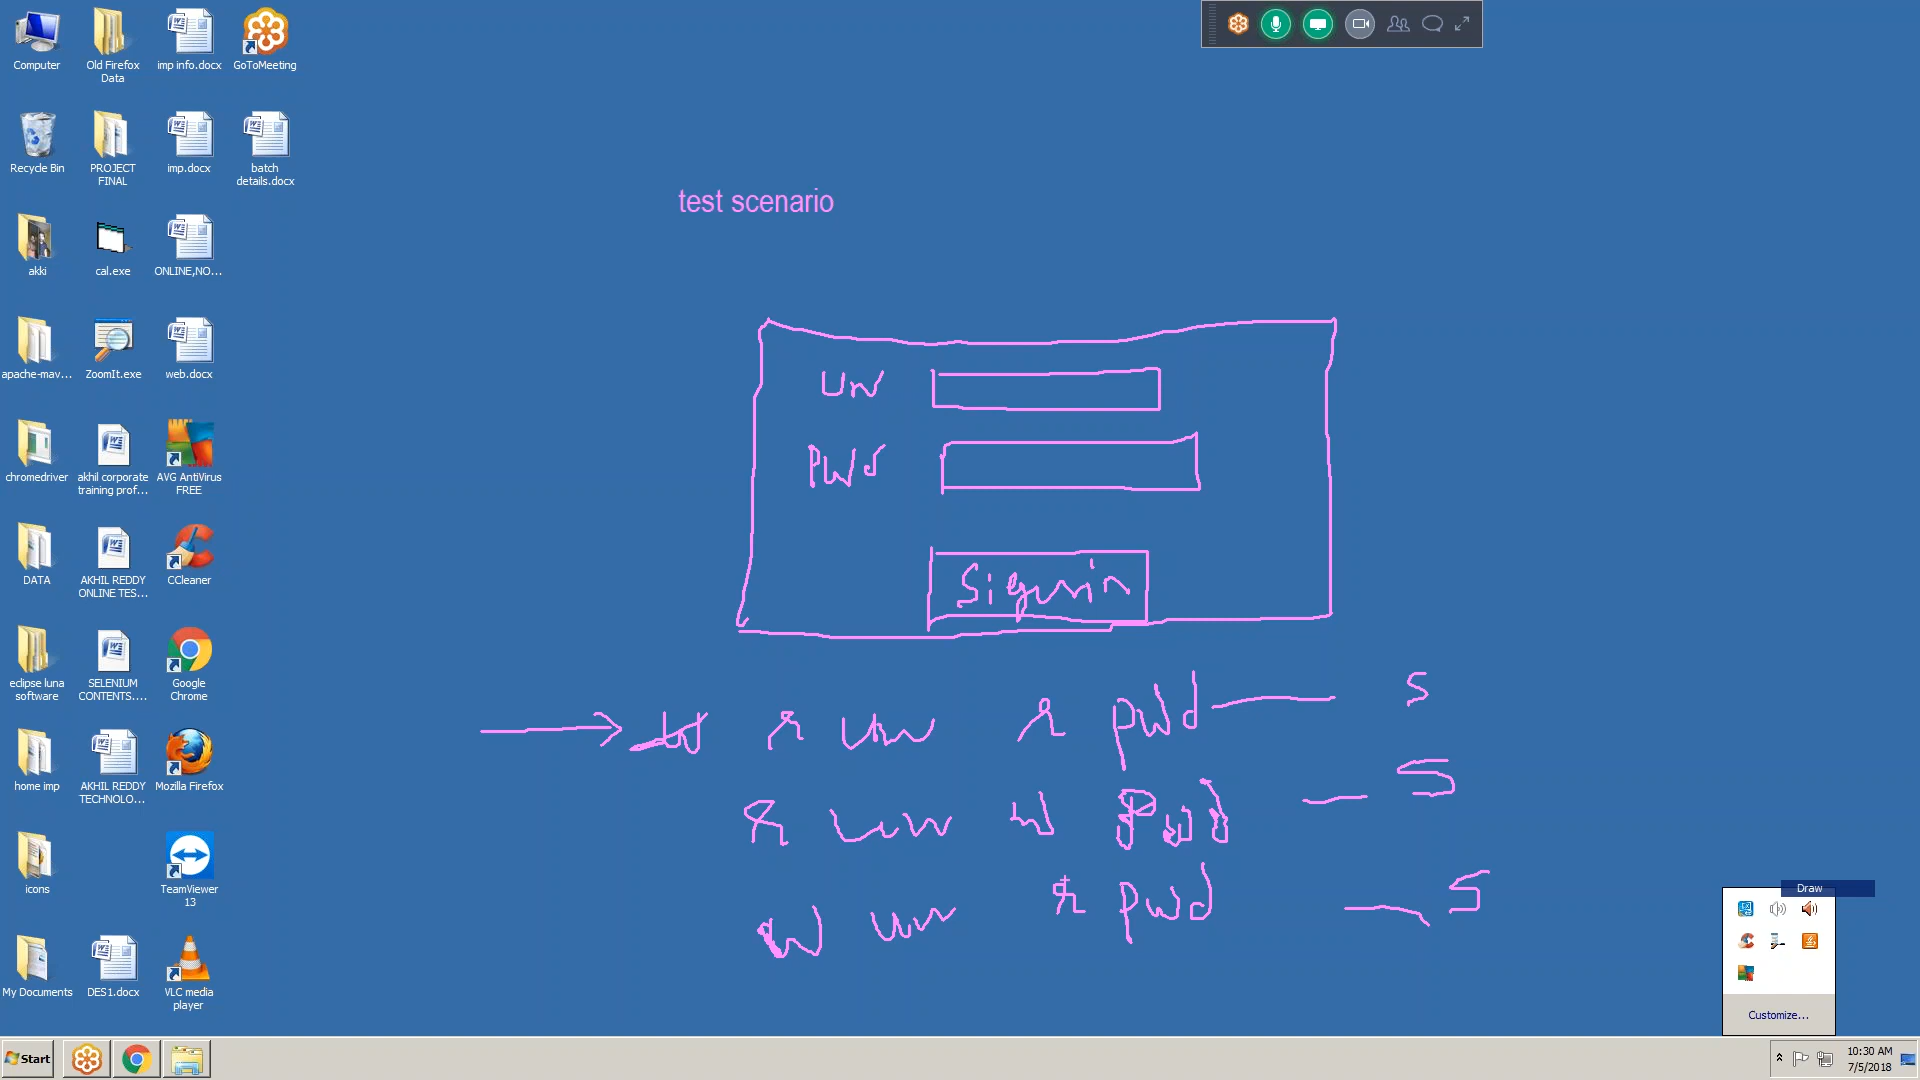 Computer
Old Firefox
Data
imp info.docx
GoToMeeting
Recycle Bin
PROJECT
FINAL
imp.docx
batch
details.docx
akki
cal.exe
ONLINE,NO...
apache-mav...
ZoomIt.exe
web.docx
chromedriver
akhil corporate
training prof...
AVG AntiVirus
FREE
DATA
AKHIL REDDY
ONLINE TES...
CCleaner
eclipse luna
software
SELENIUM
CONTENTS....
Google
Chrome
home imp
AKHIL REDDY
TECHNOLO...
Mozilla Firefox
icons
TeamViewer
13
My Documents
DES1.docx
VLC media
player
test scenario
UN
PWd
Signin
r un r pwd S
r un w pwd S
w un r pwd S
Draw
Customize...
Start
10:30 AM
7/5/2018